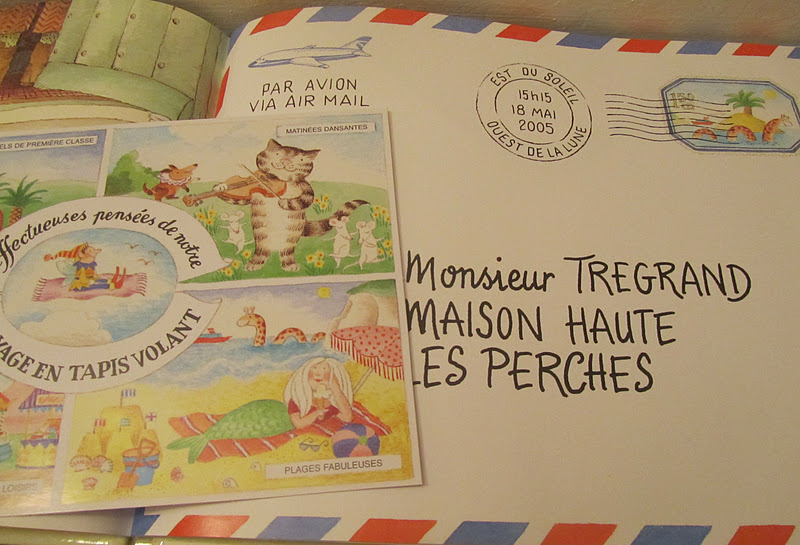 PAR AVION
VIA AIR MAIL
EST DU SOLEIL
15h15
18 MAI
2005
OUEST DE LA LUNE
Monsieur TREGRAND
MAISON HAUTE
LES PERCHES
ELS DE PREMIÈRE CLASSE
MATINÉES DANSANTES
ffectueuses pensées de notre
YAGE EN TAPIS VOLANT
PLAGES FABULEUSES